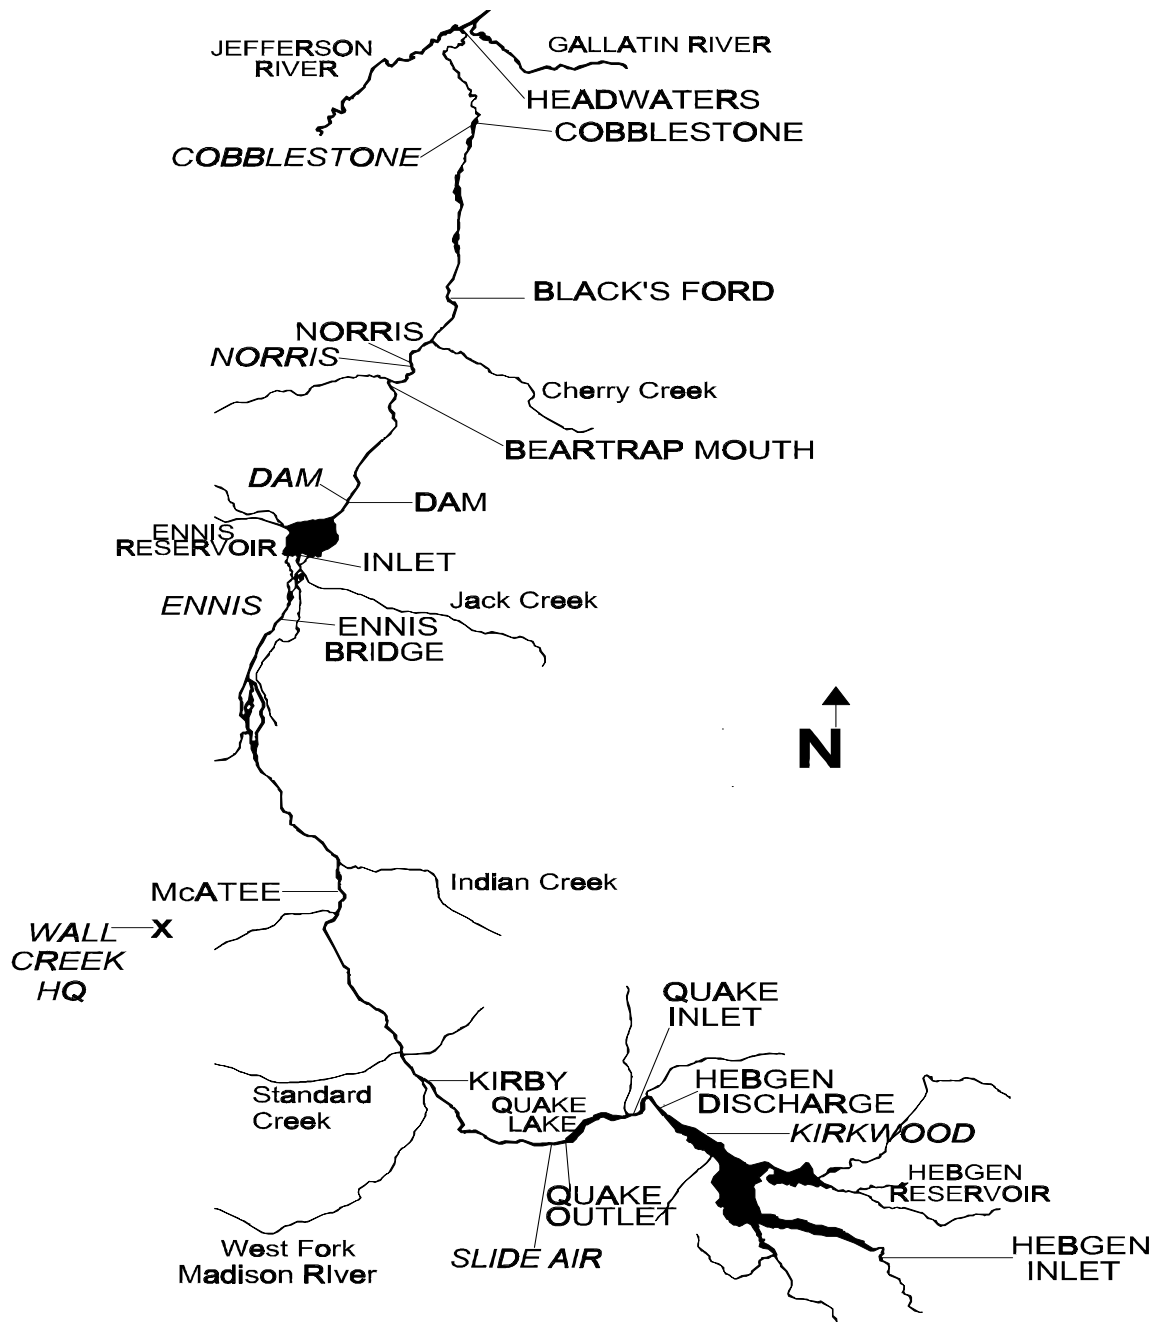 JEFFERSON
RIVER
GALLATIN RIVER
HEADWATERS
COBBLESTONE
COBBLESTONE
BLACK'S FORD
NORRIS
NORRIS
Cherry Creek
BEARTRAP MOUTH
DAM
DAM
ENNIS
RESERVOIR
INLET
ENNIS
Jack Creek
ENNIS
BRIDGE
N
Indian Creek
McATEE
X
WALL
CREEK
HQ
QUAKE
INLET
KIRBY
HEBGEN
DISCHARGE
Standard
Creek
QUAKE
LAKE
KIRKWOOD
HEBGEN
RESERVOIR
QUAKE
OUTLET
West Fork
Madison RIver
SLIDE AIR
HEBGEN
INLET